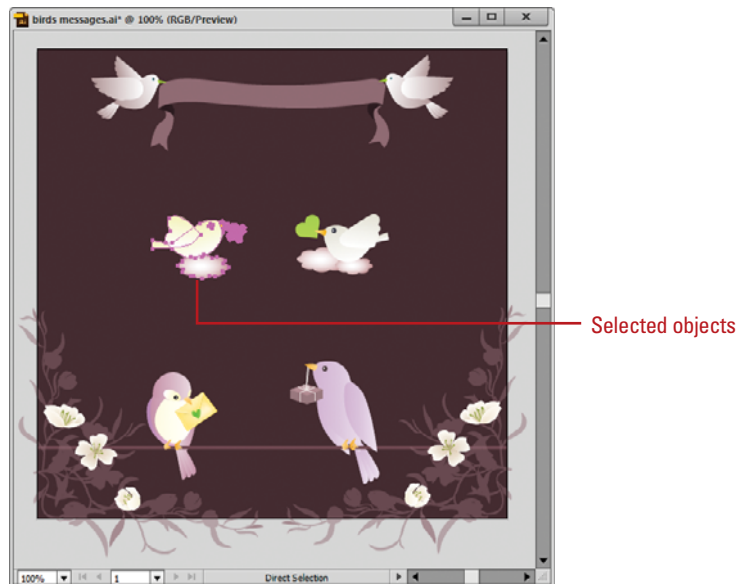 birds messages.ai* @ 100% (RGB/Preview)
Selected objects
100% 1 Direct Selection